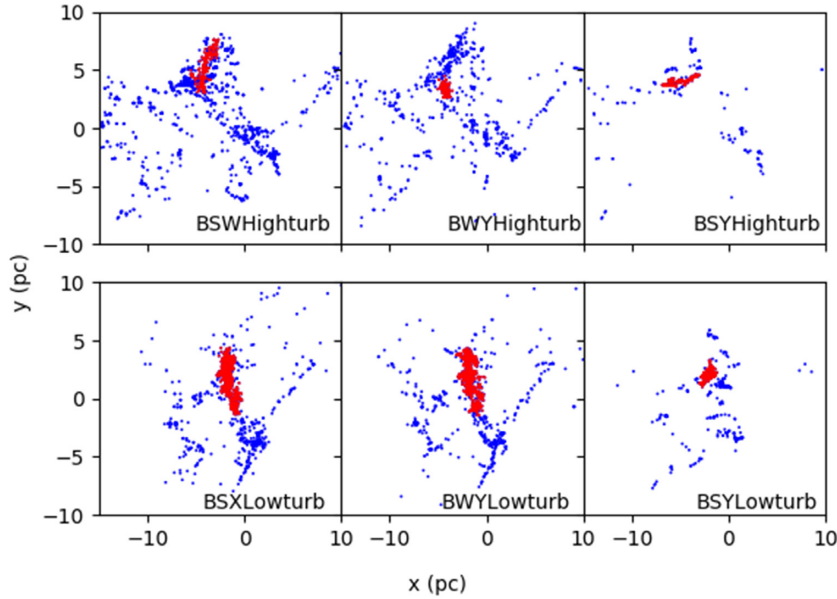 10
5
0
−5
−10
BSWHighturb
BWYHighturb
BSYHighturb
y (pc)
10
5
0
−5
−10
BSXLowturb
BWYLowturb
BSYLowturb
−10 0 10 −10 0 10 −10 0 10
x (pc)